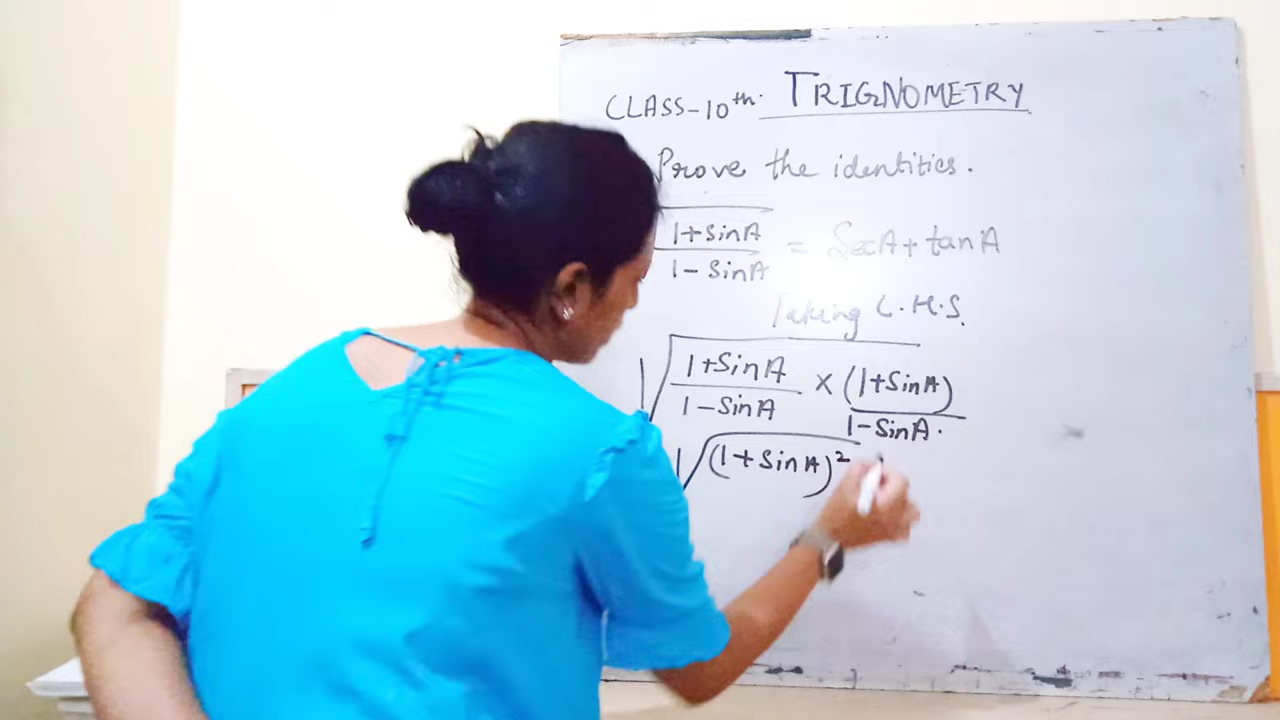 CLASS-10th. TRIGNOMETRY
Prove the identities.
√(1+SinA / 1-SinA) = SecA+tanA
Taking L.H.S.
√(1+SinA / 1-SinA × (1+SinA) / 1-SinA.
√(1+SinA)²